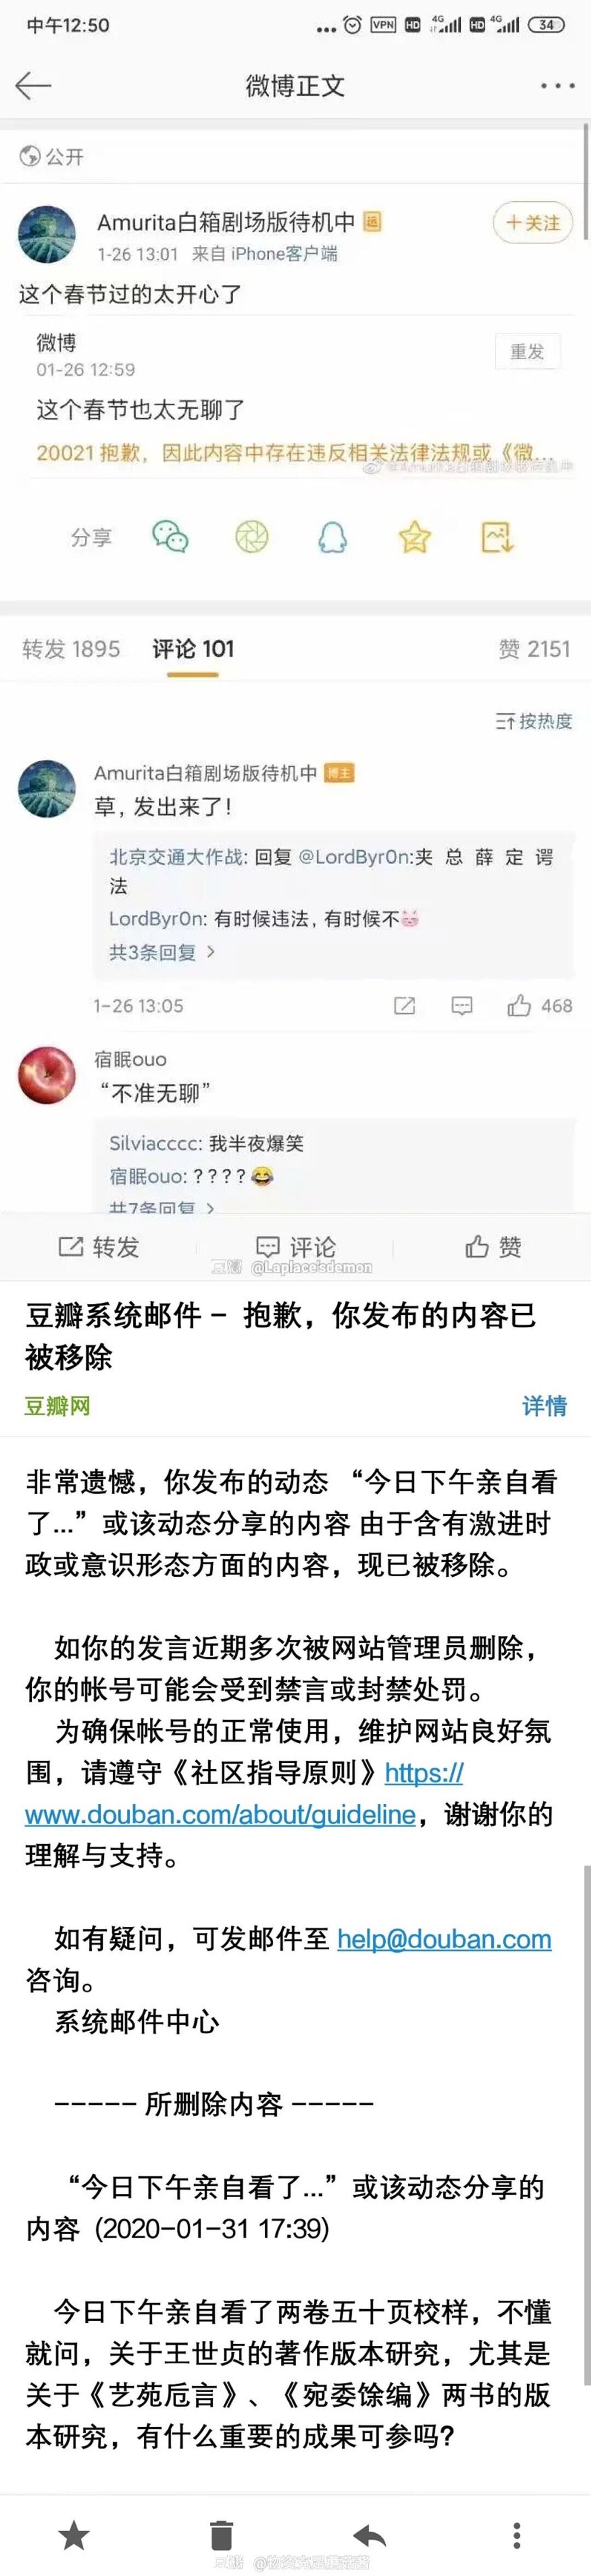 中午12:50
VPN HD 4G HD 4G 34
微博正文
公开
Amurita白箱剧场版待机中
1-26 13:01 来自 iPhone客户端
+关注
这个春节过的太开心了
微博
01-26 12:59
重发
这个春节也太无聊了
20021 抱歉，因此内容中存在违反相关法律法规或《微...
分享
转发 1895 评论 101 赞 2151
按热度
Amurita白箱剧场版待机中 博主
草，发出来了！
北京交通大作战: 回复 @LordByr0n:夹 总 薛 定 谔
法
LordByr0n: 有时候违法, 有时候不
共3条回复 >
1-26 13:05
468
宿眠ouo
“不准无聊”
Silviacccc: 我半夜爆笑
宿眠ouo: ????
共7条回复 >
转发 评论 赞
豆瓣 @Laplace'sdemon
豆瓣系统邮件 - 抱歉，你发布的内容已
被移除
豆瓣网 详情
非常遗憾，你发布的动态 “今日下午亲自看
了...”或该动态分享的内容 由于含有激进时
政或意识形态方面的内容，现已被移除。
如你的发言近期多次被网站管理员删除，
你的帐号可能会受到禁言或封禁处罚。
为确保帐号的正常使用，维护网站良好氛
围，请遵守《社区指导原则》https://
www.douban.com/about/guideline，谢谢你的
理解与支持。
如有疑问，可发邮件至 help@douban.com
咨询。
系统邮件中心
----- 所删除内容 -----
“今日下午亲自看了...”或该动态分享的
内容 (2020-01-31 17:39)
今日下午亲自看了两卷五十页校样，不懂
就问，关于王世贞的著作版本研究，尤其是
关于《艺苑卮言》、《宛委馀编》两书的版
本研究，有什么重要的成果可参吗?